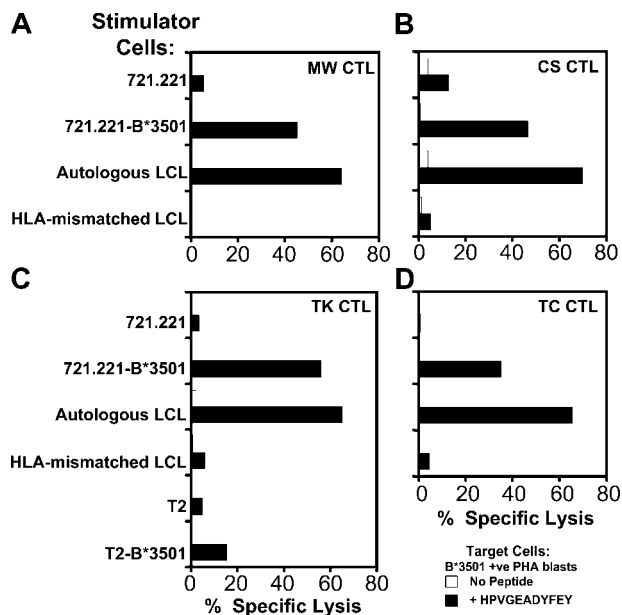 A
Stimulator
Cells:
MW CTL
721.221
721.221-B*3501
Autologous LCL
HLA-mismatched LCL
0 20 40 60 80
B
CS CTL
0 20 40 60 80
C
TK CTL
721.221
721.221-B*3501
Autologous LCL
HLA-mismatched LCL
T2
T2-B*3501
0 20 40 60 80
% Specific Lysis
D
TC CTL
0 20 40 60 80
% Specific Lysis
Target Cells:
B*3501 +ve PHA blasts
No Peptide
+ HPVGEADYFEY